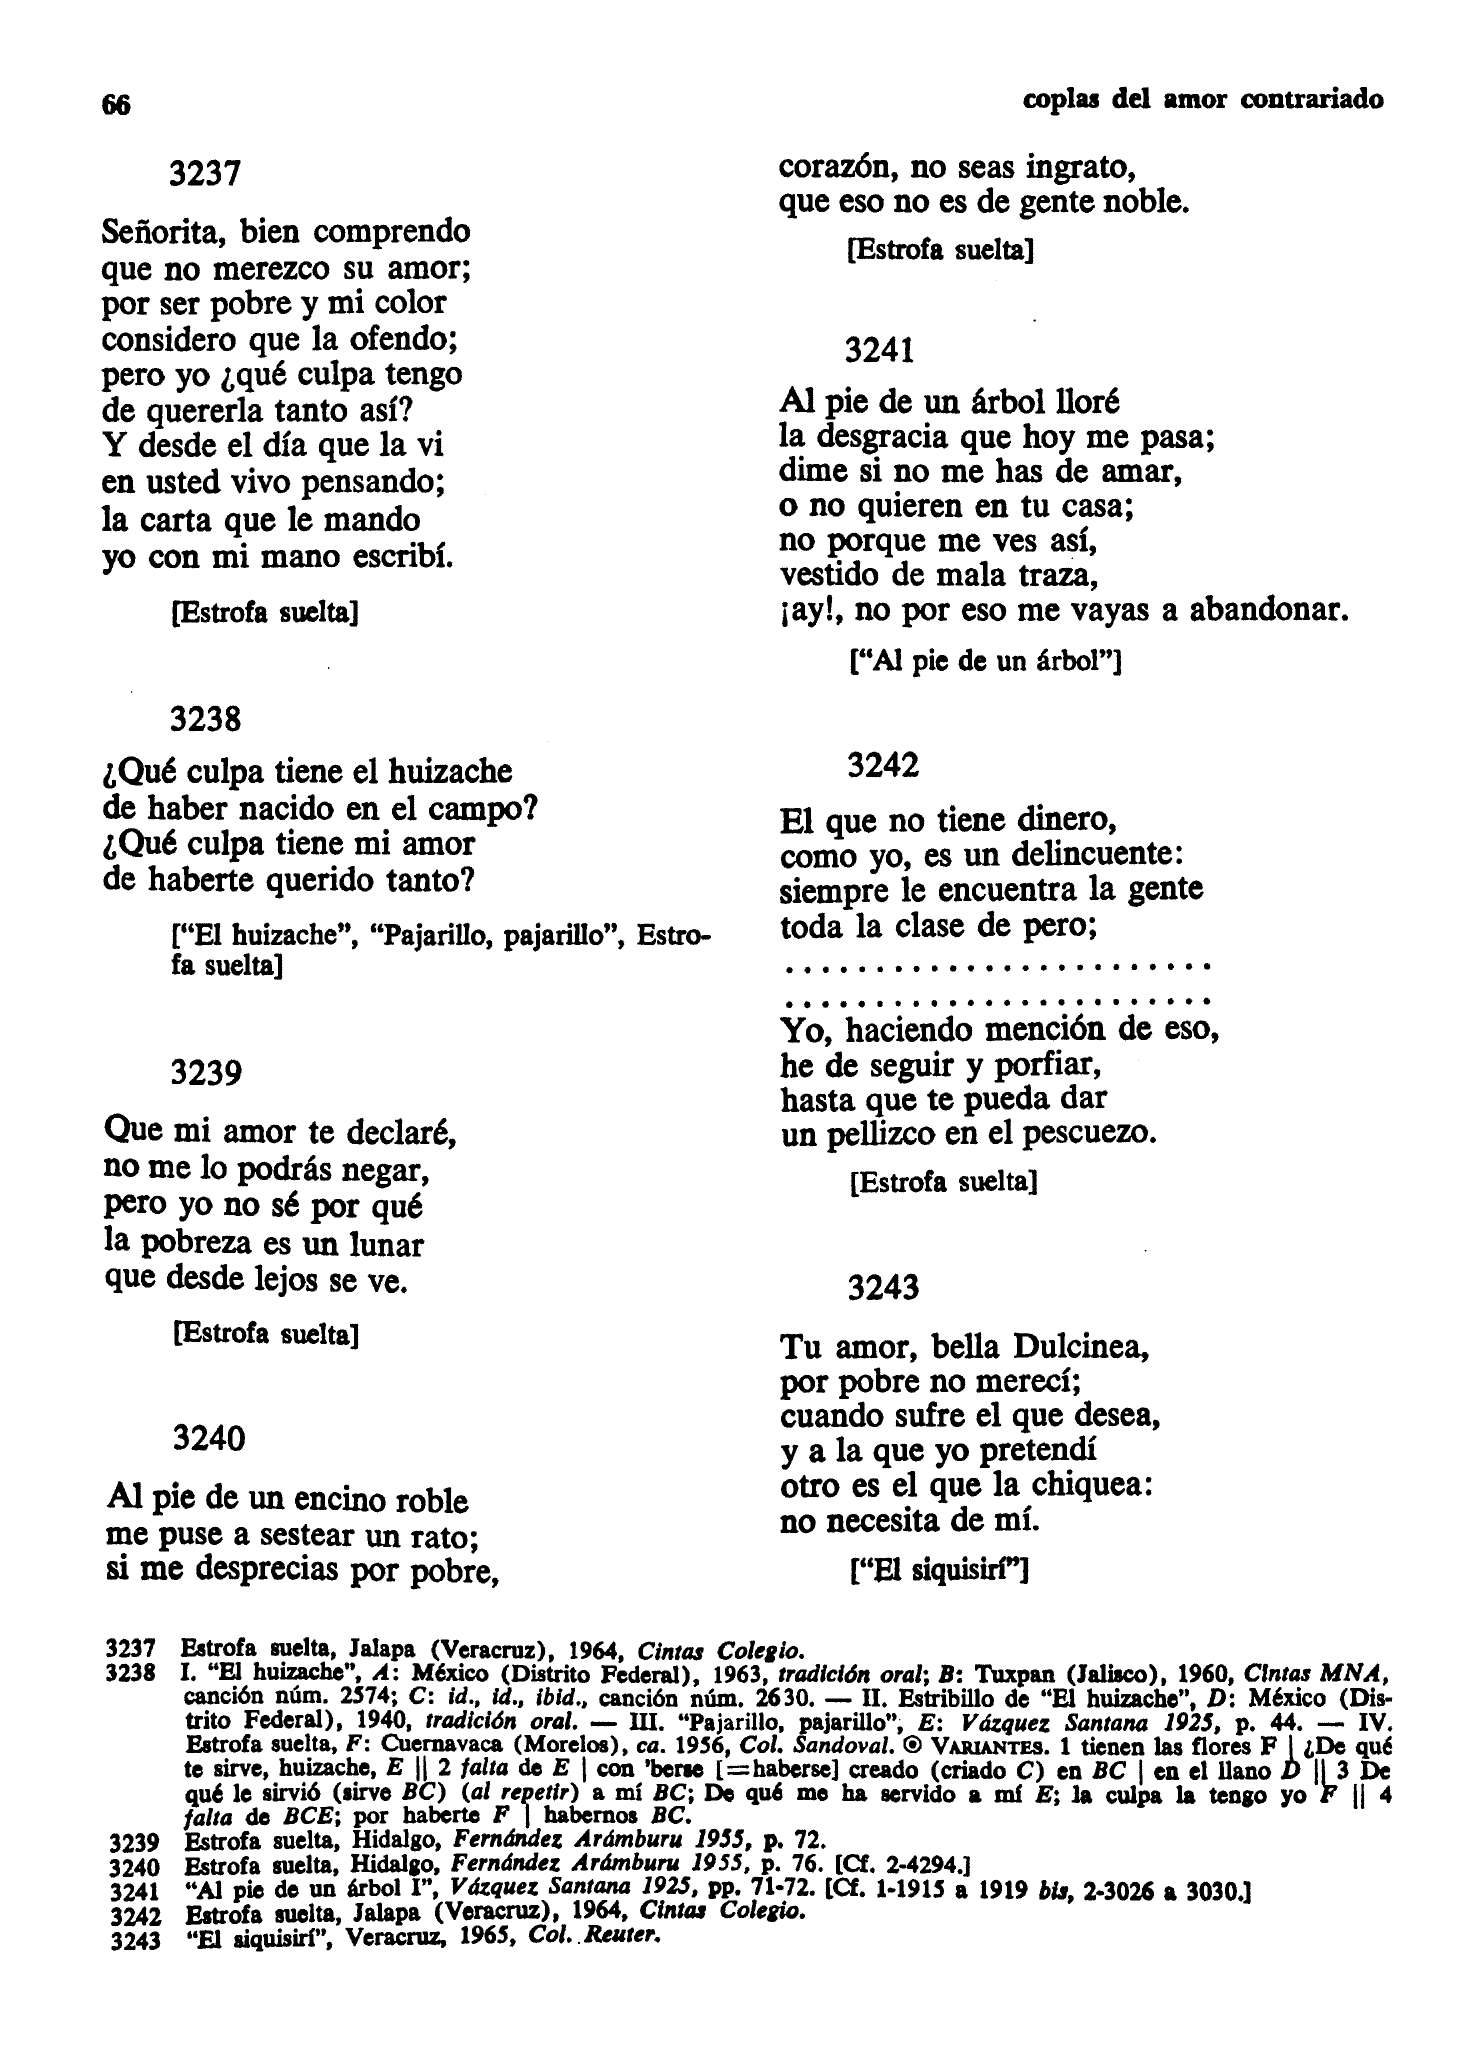 66
coplas del amor contrariado
3237
Señorita, bien comprendo
que no merezco su amor;
por ser pobre y mi color
considero que la ofendo;
pero yo ¿qué culpa tengo
de quererla tanto así?
Y desde el día que la vi
en usted vivo pensando;
la carta que le mando
yo con mi mano escribí.
[Estrofa suelta]
3238
¿Qué culpa tiene el huizache
de haber nacido en el campo?
¿Qué culpa tiene mi amor
de haberte querido tanto?
[“El huizache”, “Pajarillo, pajarillo”, Estro-
fa suelta]
3239
Que mi amor te declaré,
no me lo podrás negar,
pero yo no sé por qué
la pobreza es un lunar
que desde lejos se ve.
[Estrofa suelta]
3240
Al pie de un encino roble
me puse a sestear un rato;
si me desprecias por pobre,
corazón, no seas ingrato,
que eso no es de gente noble.
[Estrofa suelta]
3241
Al pie de un árbol lloré
la desgracia que hoy me pasa;
dime si no me has de amar,
o no quieren en tu casa;
no porque me ves así,
vestido de mala traza,
¡ay!, no por eso me vayas a abandonar.
[“Al pie de un árbol”]
3242
El que no tiene dinero,
como yo, es un delincuente:
siempre le encuentra la gente
toda la clase de pero;
. . . . . . . . . . . . . . . . . . . . . . . .
. . . . . . . . . . . . . . . . . . . . . . . .
Yo, haciendo mención de eso,
he de seguir y porfiar,
hasta que te pueda dar
un pellizco en el pescuezo.
[Estrofa suelta]
3243
Tu amor, bella Dulcinea,
por pobre no merecí;
cuando sufre el que desea,
y a la que yo pretendí
otro es el que la chiquea:
no necesita de mí.
[“El siquisirí”]
3237 Estrofa suelta, Jalapa (Veracruz), 1964, Cintas Colegio.
3238 I. “El huizache”, A: México (Distrito Federal), 1963, tradición oral; B: Tuxpan (Jalisco), 1960, Cintas MNA,
canción núm. 2574; C: id., id., ibid., canción núm. 2630. — II. Estribillo de “El huizache”, D: México (Dis-
trito Federal), 1940, tradición oral. — III. “Pajarillo, pajarillo”, E: Vázquez Santana 1925, p. 44. — IV.
Estrofa suelta, F: Cuernavaca (Morelos), ca. 1956, Col. Sandoval. ® VARIANTES. 1 tienen las flores F | ¿De qué
te sirve, huizache, E || 2 falta de E | con ’berse [=haberse] creado (criado C) en BC | en el llano D || 3 De
qué le sirvió (sirve BC) (al repetir) a mí BC; De qué me ha servido a mí E; la culpa la tengo yo F || 4
falta de BCE; por haberte F | habernos BC.
3239 Estrofa suelta, Hidalgo, Fernández Arámburu 1955, p. 72.
3240 Estrofa suelta, Hidalgo, Fernández Arámburu 1955, p. 76. [Cf. 2-4294.]
3241 “Al pie de un árbol I”, Vázquez Santana 1925, pp. 71-72. [Cf. 1-1915 a 1919 bis, 2-3026 a 3030.]
3242 Estrofa suelta, Jalapa (Veracruz), 1964, Cintas Colegio.
3243 “El siquisirí”, Veracruz, 1965, Col. Reuter.